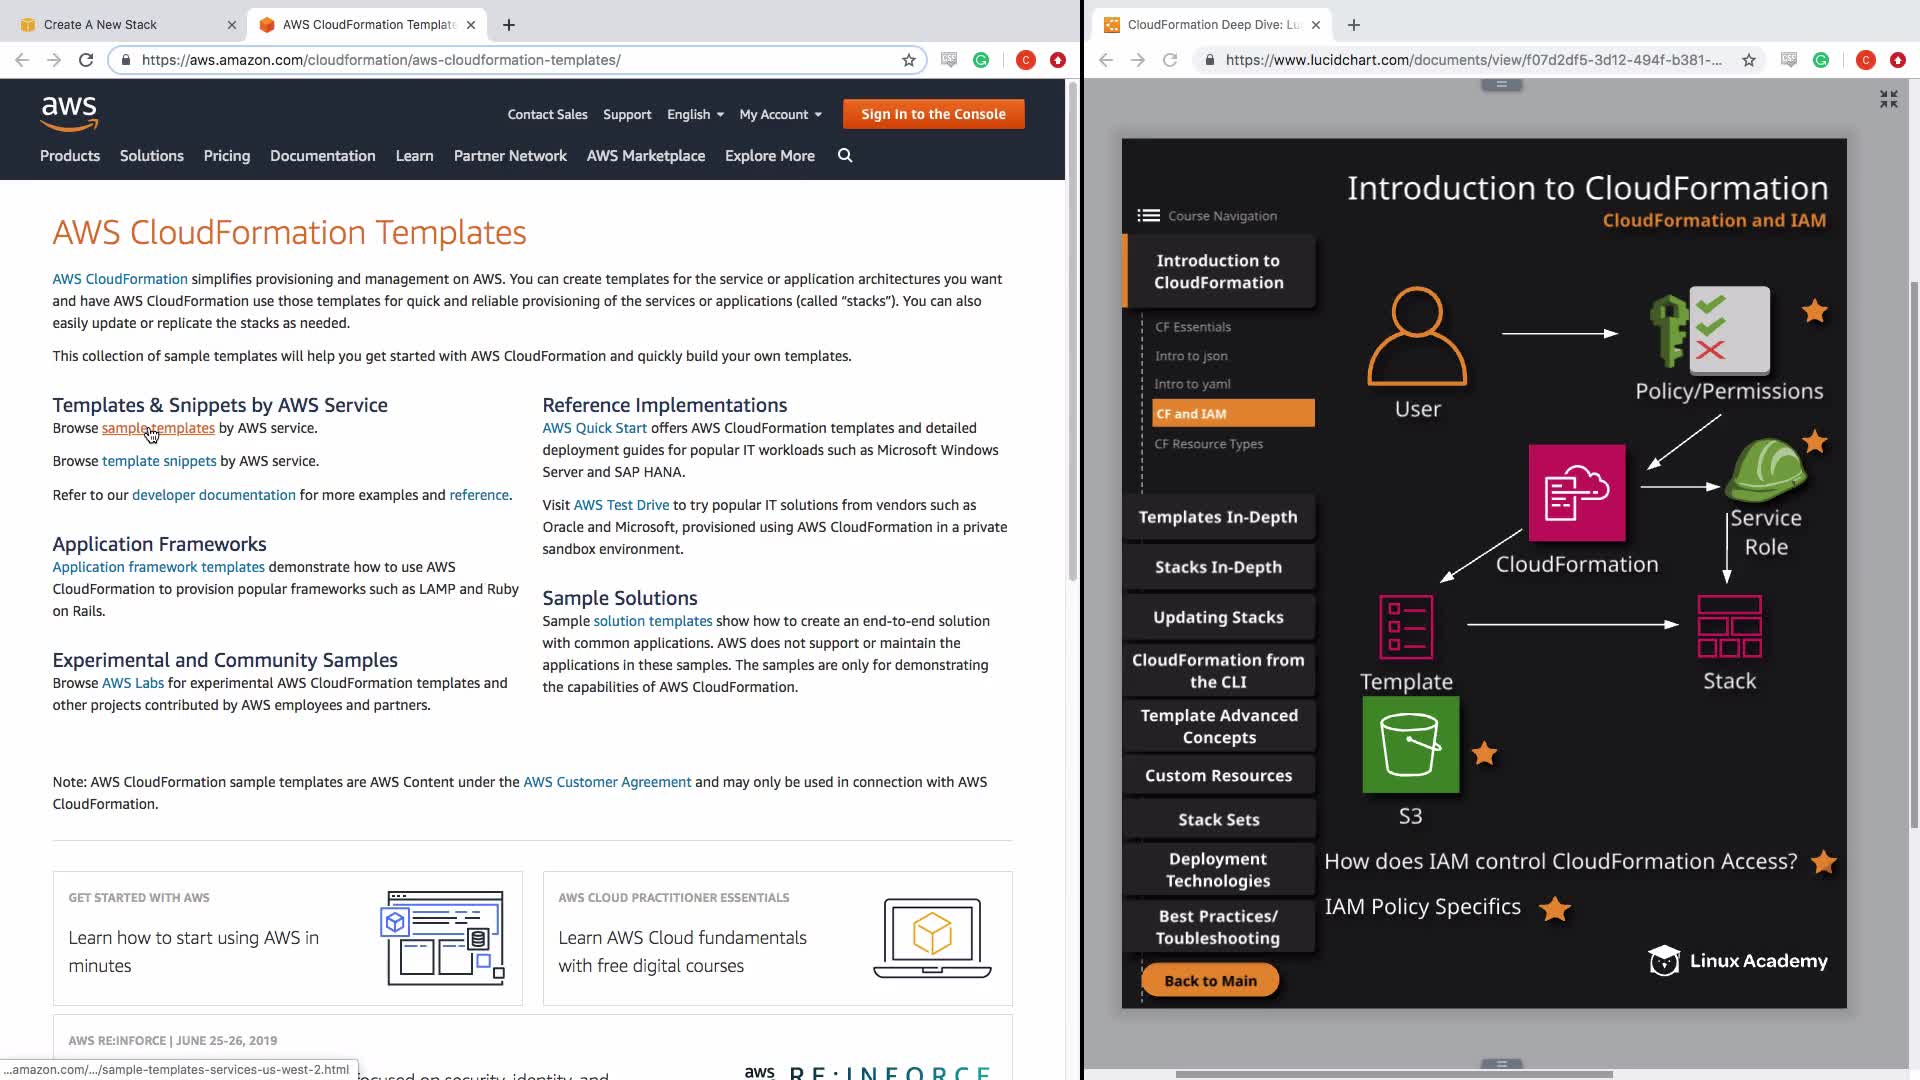 Create A New Stack
AWS CloudFormation Template
https://aws.amazon.com/cloudformation/aws-cloudformation-templates/
aws
Contact Sales
Support
English
My Account
Sign In to the Console
Products
Solutions
Pricing
Documentation
Learn
Partner Network
AWS Marketplace
Explore More
AWS CloudFormation Templates
AWS CloudFormation simplifies provisioning and management on AWS. You can create templates for the service or application architectures you want
and have AWS CloudFormation use those templates for quick and reliable provisioning of the services or applications (called “stacks”). You can also
easily update or replicate the stacks as needed.
This collection of sample templates will help you get started with AWS CloudFormation and quickly build your own templates.
Templates & Snippets by AWS Service
Browse sample templates by AWS service.
Browse template snippets by AWS service.
Refer to our developer documentation for more examples and reference.
Application Frameworks
Application framework templates demonstrate how to use AWS
CloudFormation to provision popular frameworks such as LAMP and Ruby
on Rails.
Experimental and Community Samples
Browse AWS Labs for experimental AWS CloudFormation templates and
other projects contributed by AWS employees and partners.
Reference Implementations
AWS Quick Start offers AWS CloudFormation templates and detailed
deployment guides for popular IT workloads such as Microsoft Windows
Server and SAP HANA.
Visit AWS Test Drive to try popular IT solutions from vendors such as
Oracle and Microsoft, provisioned using AWS CloudFormation in a private
sandbox environment.
Sample Solutions
Sample solution templates show how to create an end-to-end solution
with common applications. AWS does not support or maintain the
applications in these samples. The samples are only for demonstrating
the capabilities of AWS CloudFormation.
Note: AWS CloudFormation sample templates are AWS Content under the AWS Customer Agreement and may only be used in connection with AWS
CloudFormation.
GET STARTED WITH AWS
Learn how to start using AWS in
minutes
AWS CLOUD PRACTITIONER ESSENTIALS
Learn AWS Cloud fundamentals
with free digital courses
AWS RE:INFORCE | JUNE 25-26, 2019
focused on security, identity, and
aws RE:INFORCE
...amazon.com/.../sample-templates-services-us-west-2.html
CloudFormation Deep Dive: Lu
https://www.lucidchart.com/documents/view/f07d2df5-3d12-494f-b381-...
C
C
Introduction to CloudFormation
CloudFormation and IAM
Course Navigation
Introduction to
CloudFormation
CF Essentials
Intro to json
Intro to yaml
CF and IAM
CF Resource Types
Templates In-Depth
Stacks In-Depth
Updating Stacks
CloudFormation from
the CLI
Template Advanced
Concepts
Custom Resources
Stack Sets
Deployment
Technologies
Best Practices/
Toubleshooting
Back to Main
User
Policy/Permissions
CloudFormation
Service
Role
Template
Stack
S3
How does IAM control CloudFormation Access?
IAM Policy Specifics
Linux Academy